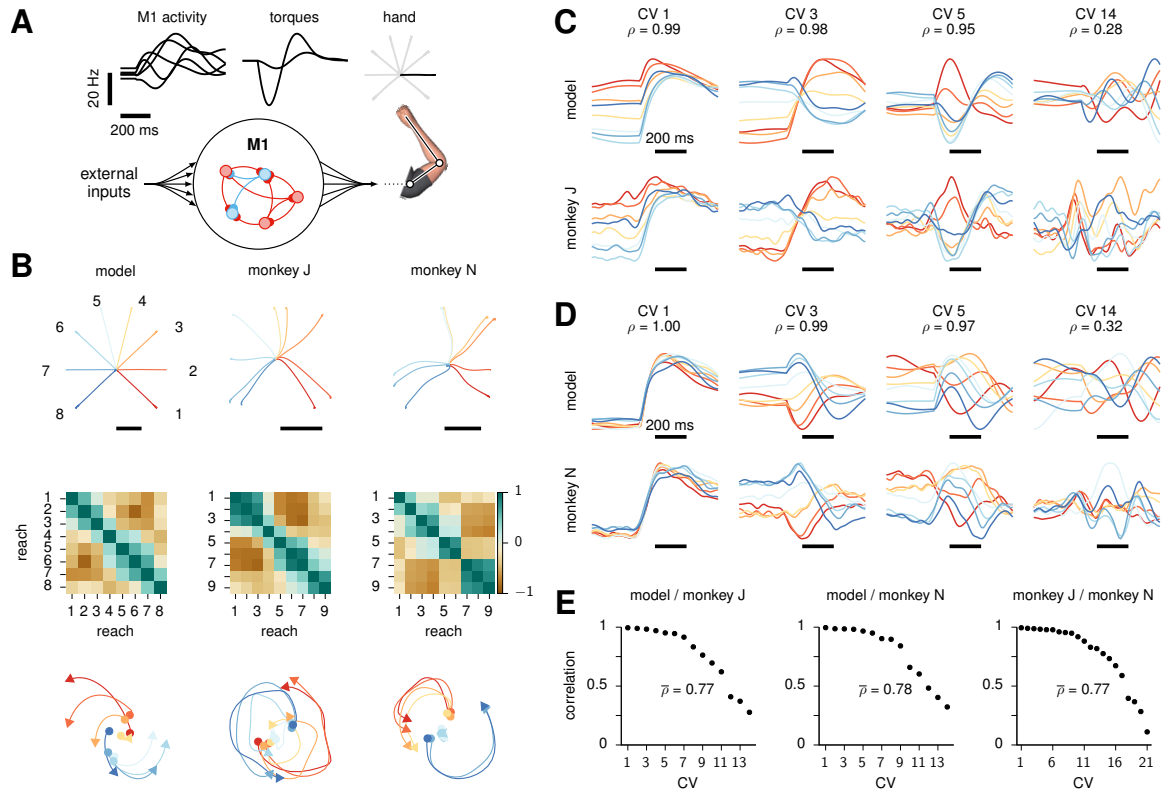 A
M1 activity
torques
hand
20 Hz
200 ms
M1
external
inputs
B
model
monkey J
monkey N
5
4
6
3
7
2
8
1
reach
1
2
3
4
5
6
7
8
1 2 3 4 5 6 7 8
reach
1
3
5
7
9
1 3 5 7 9
reach
1
3
5
7
9
1 3 5 7 9
reach
1
0
−1
C
CV 1
ρ = 0.99
CV 3
ρ = 0.98
CV 5
ρ = 0.95
CV 14
ρ = 0.28
model
200 ms
monkey J
D
CV 1
ρ = 1.00
CV 3
ρ = 0.99
CV 5
ρ = 0.97
CV 14
ρ = 0.32
model
200 ms
monkey N
E
model / monkey J
correlation
1
0.5
0
ρ̅ = 0.77
1 3 5 7 9 11 13
CV
model / monkey N
1
0.5
0
ρ̅ = 0.78
1 3 5 7 9 11 13
CV
monkey J / monkey N
1
0.5
0
ρ̅ = 0.77
1 6 11 16 21
CV